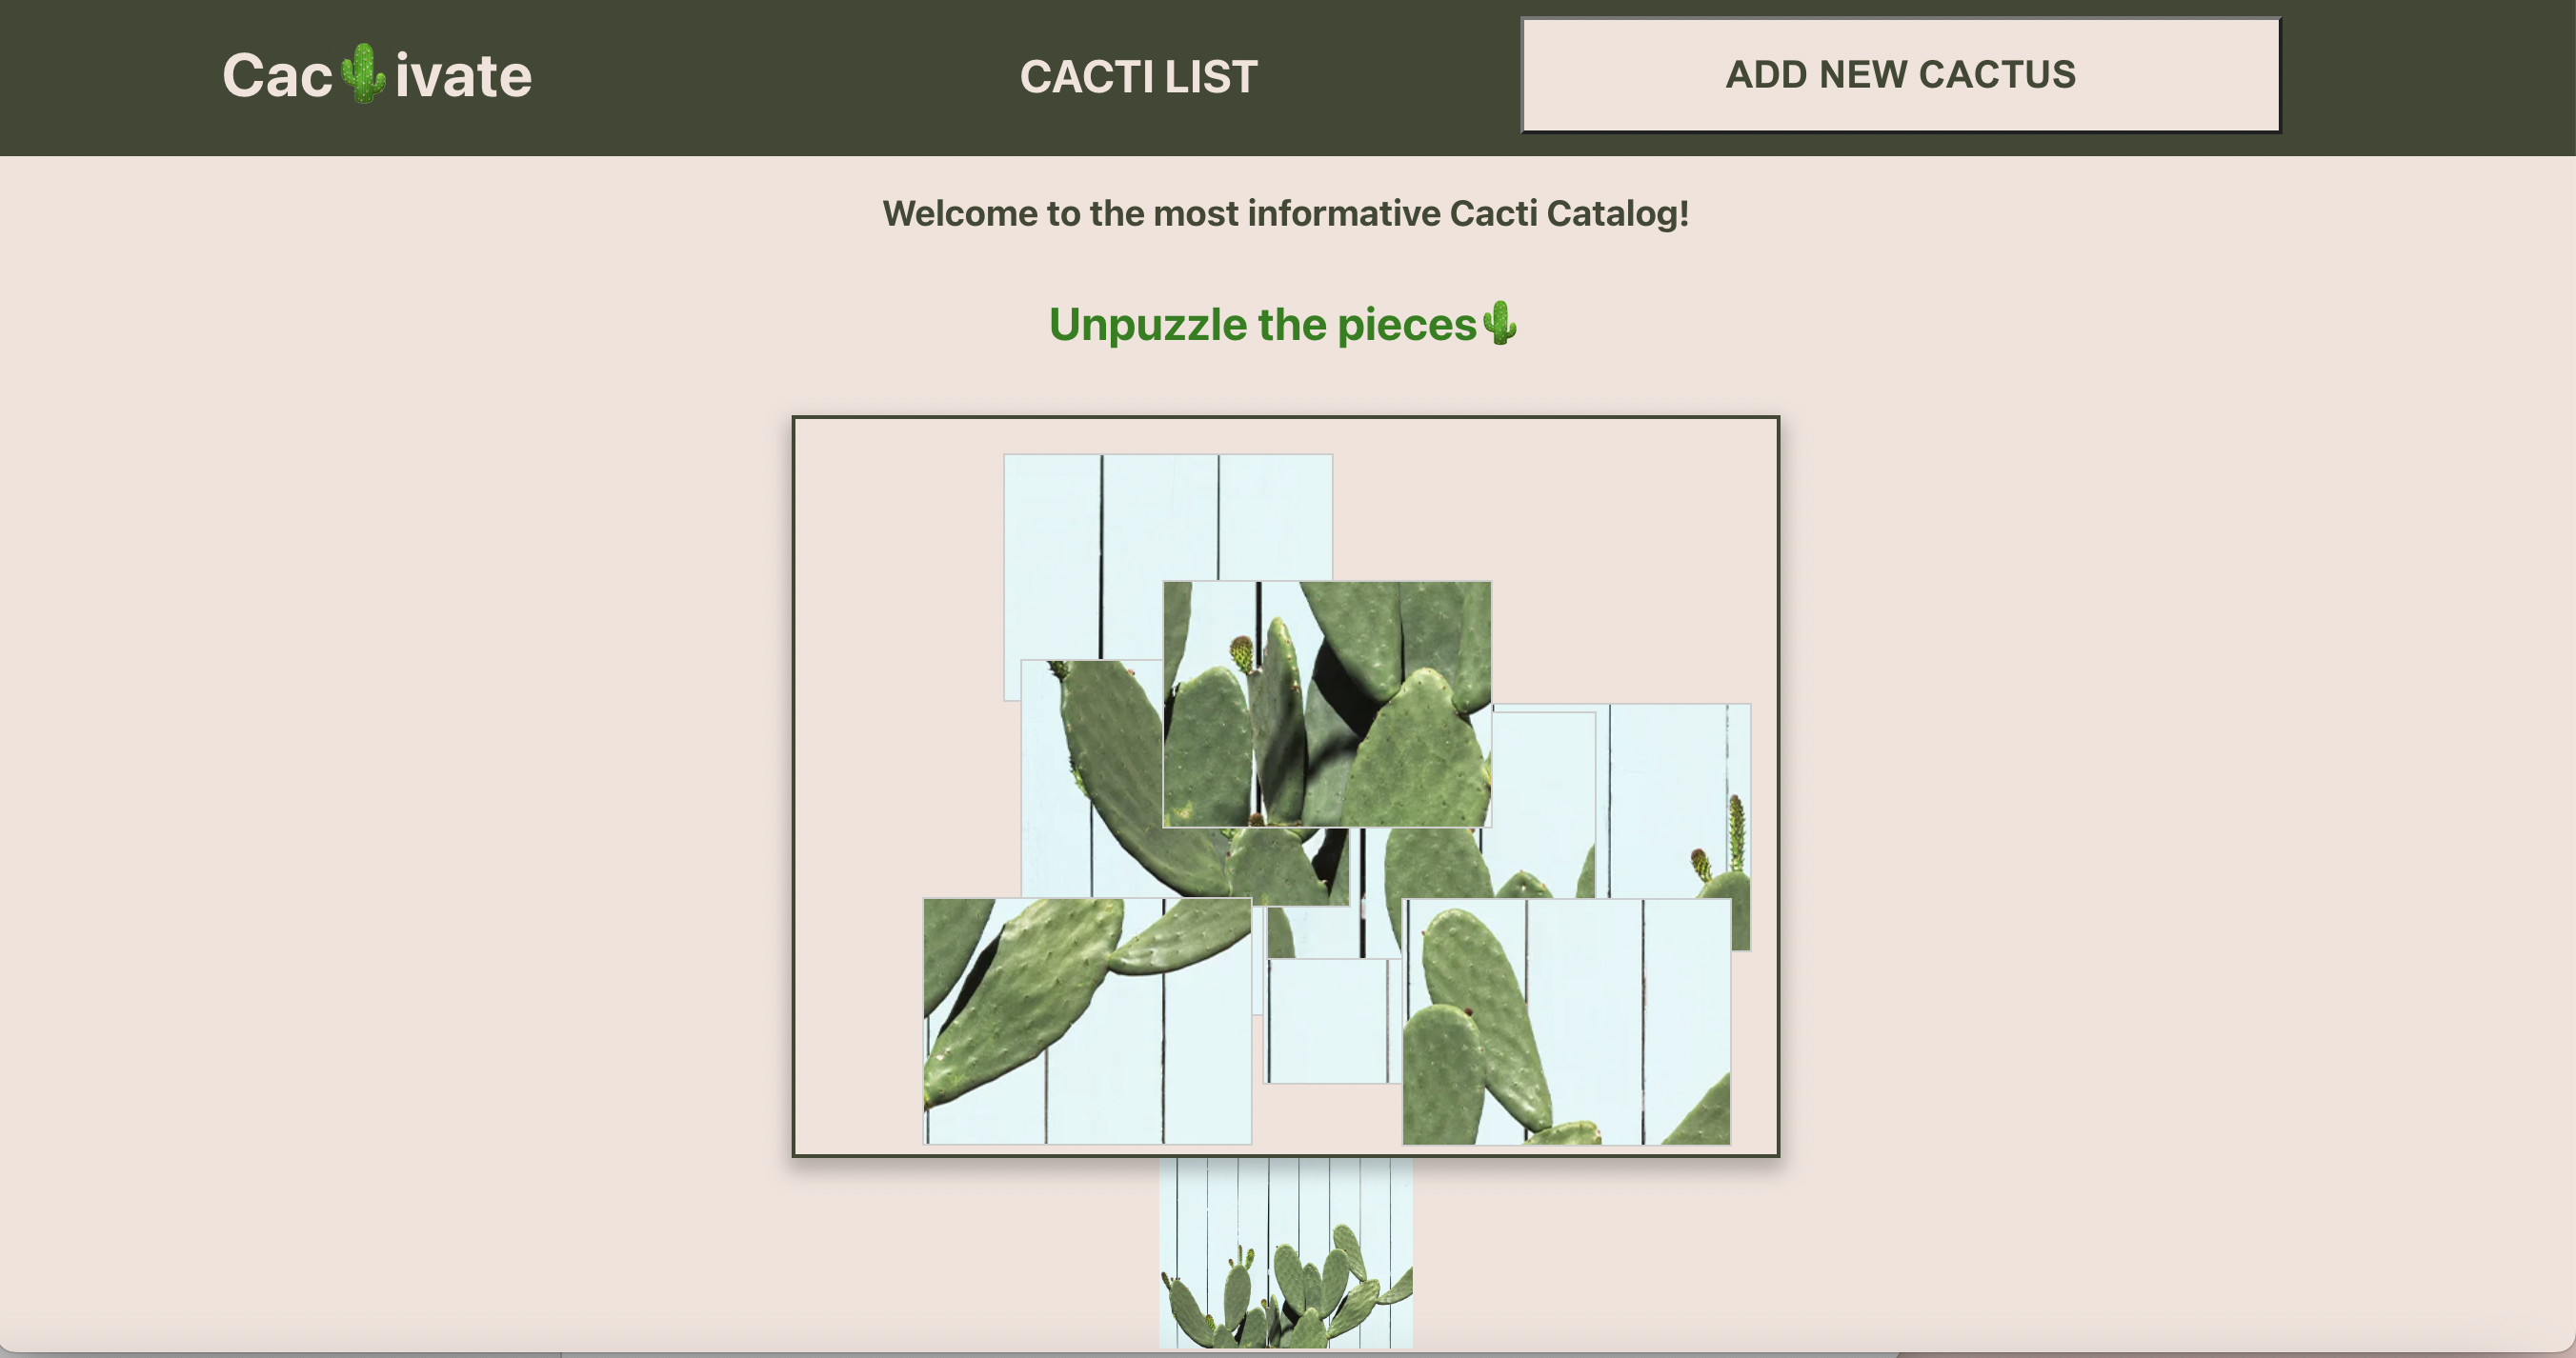 Cac🌵ivate
CACTI LIST
ADD NEW CACTUS
Welcome to the most informative Cacti Catalog!
Unpuzzle the pieces🌵